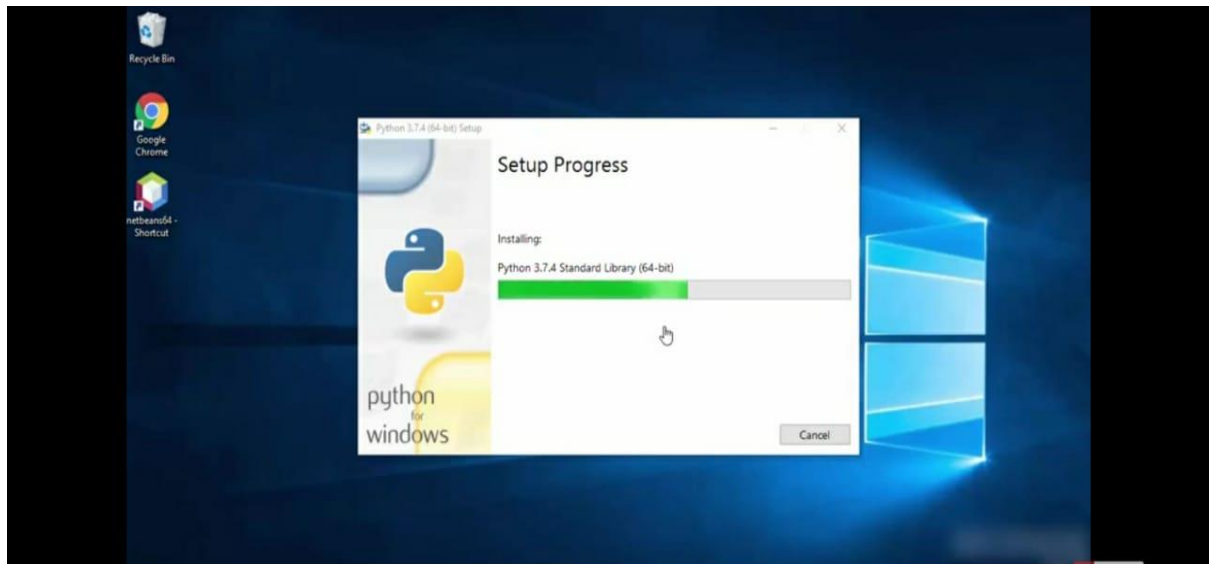 Recycle Bin
Google
Chrome
netbeans64 -
Shortcut
Python 3.7.4 (64-bit) Setup
Setup Progress
Installing:
Python 3.7.4 Standard Library (64-bit)
python
for
windows
Cancel